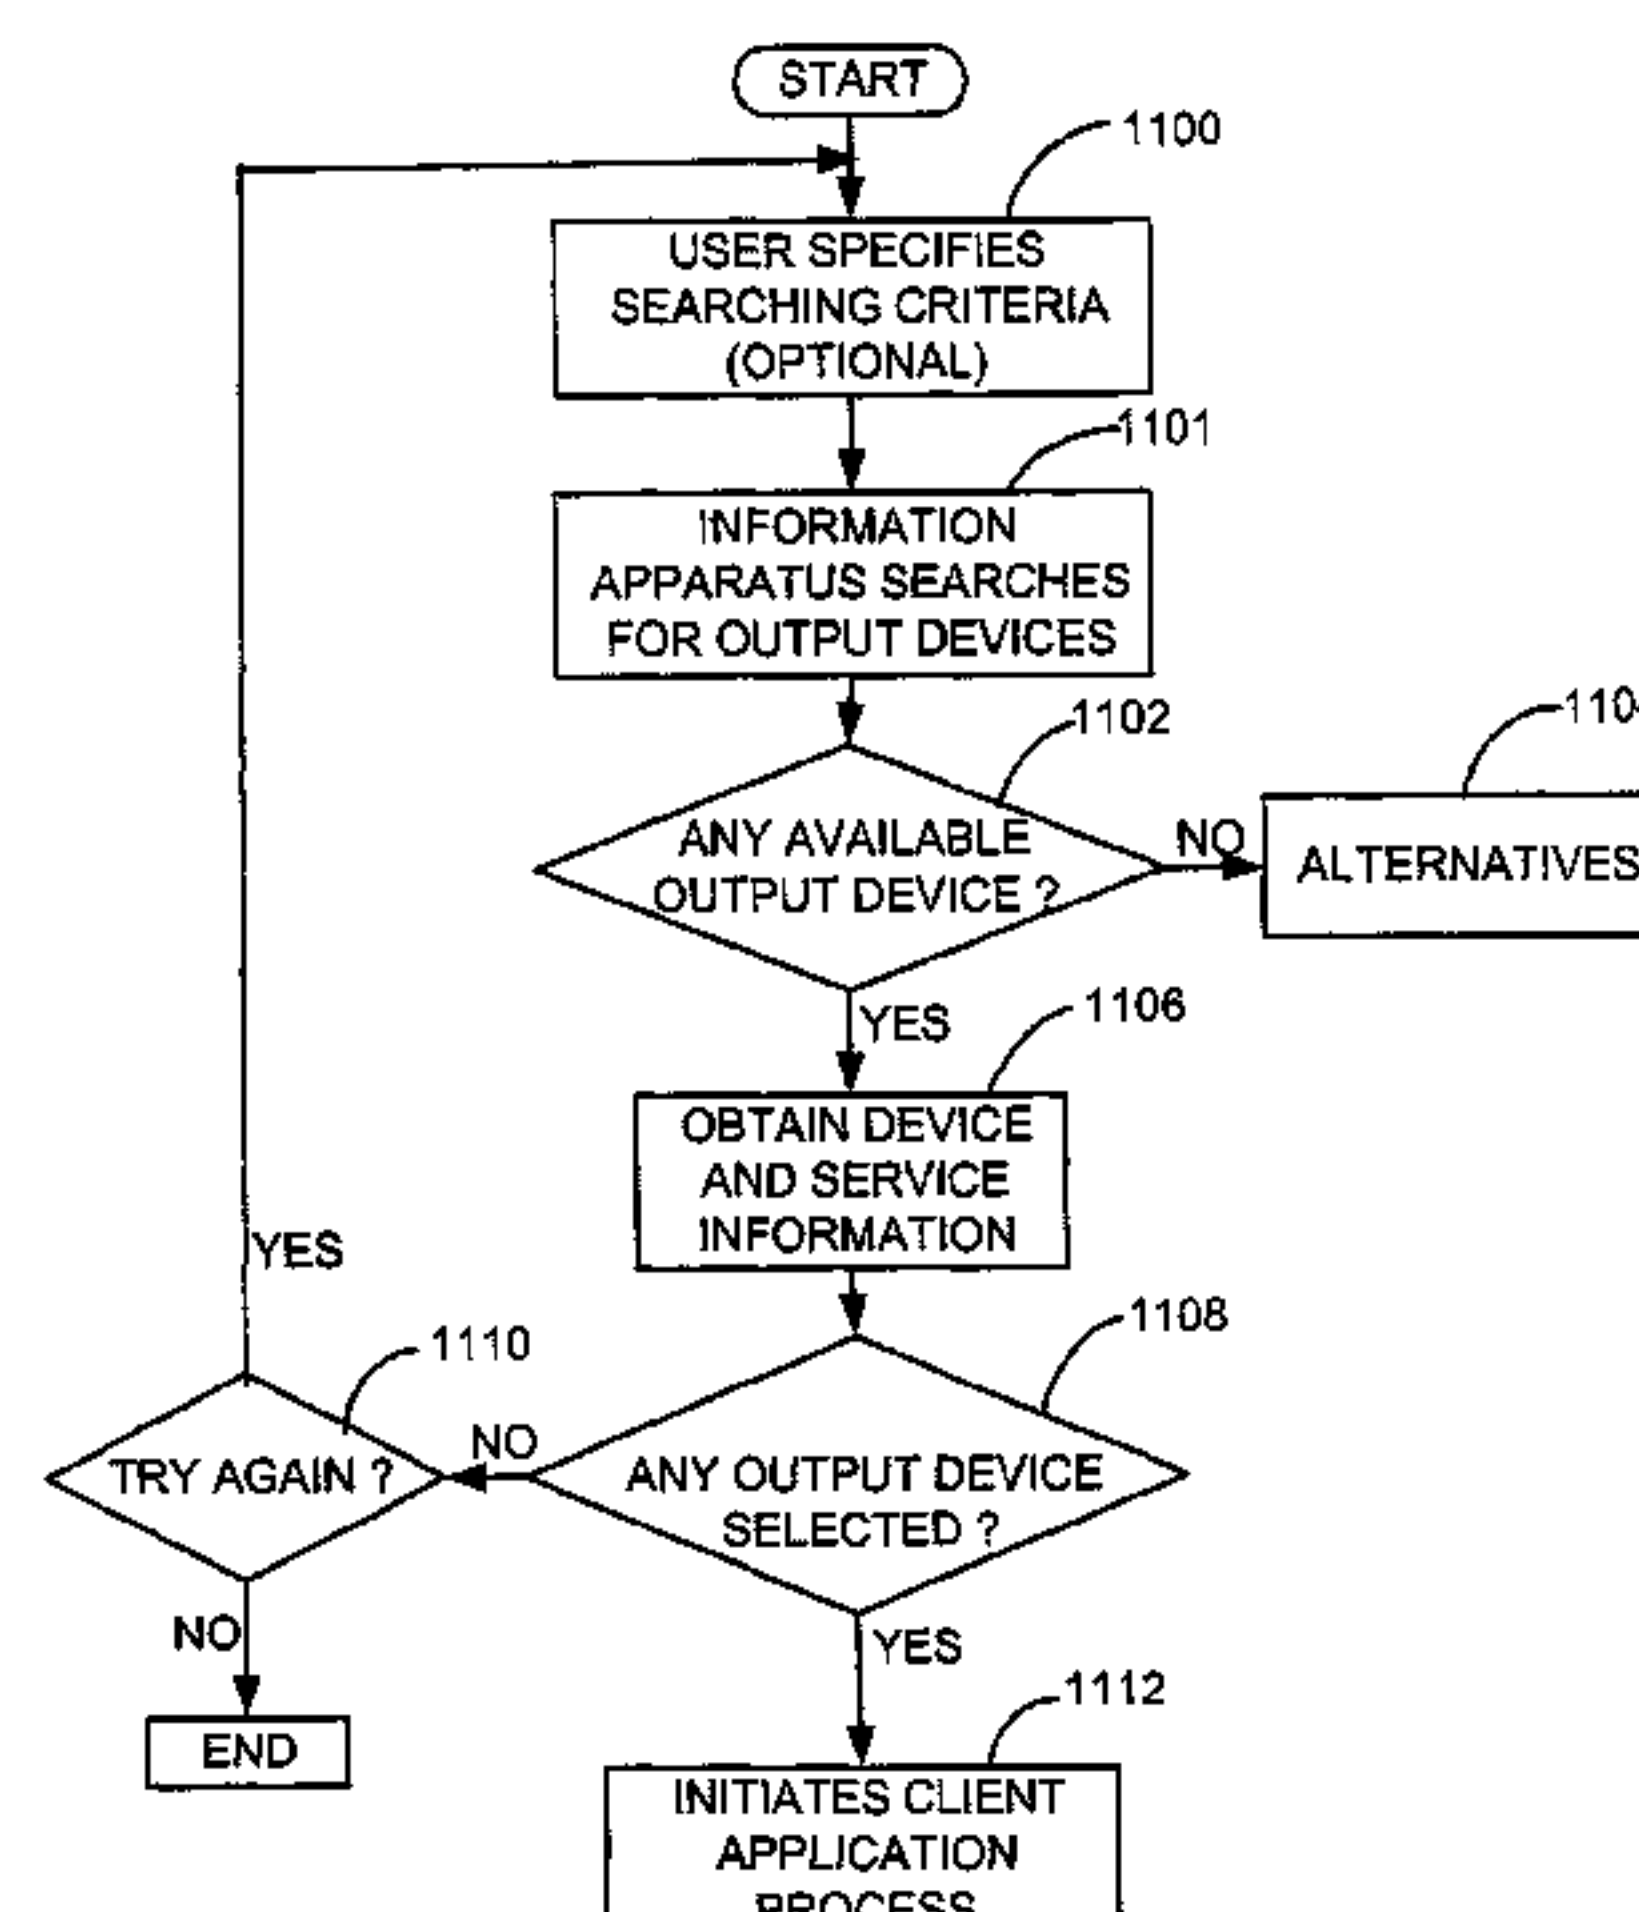 START
1100
USER SPECIFIES
SEARCHING CRITERIA
(OPTIONAL)
1101
INFORMATION
APPARATUS SEARCHES
FOR OUTPUT DEVICES
1102
ANY AVAILABLE
OUTPUT DEVICE ?
NO
ALTERNATIVES
YES
1106
OBTAIN DEVICE
AND SERVICE
INFORMATION
YES
1108
1110
TRY AGAIN ?
NO
ANY OUTPUT DEVICE
SELECTED ?
NO
YES
END
1112
INITIATES CLIENT
APPLICATION
PROCESS